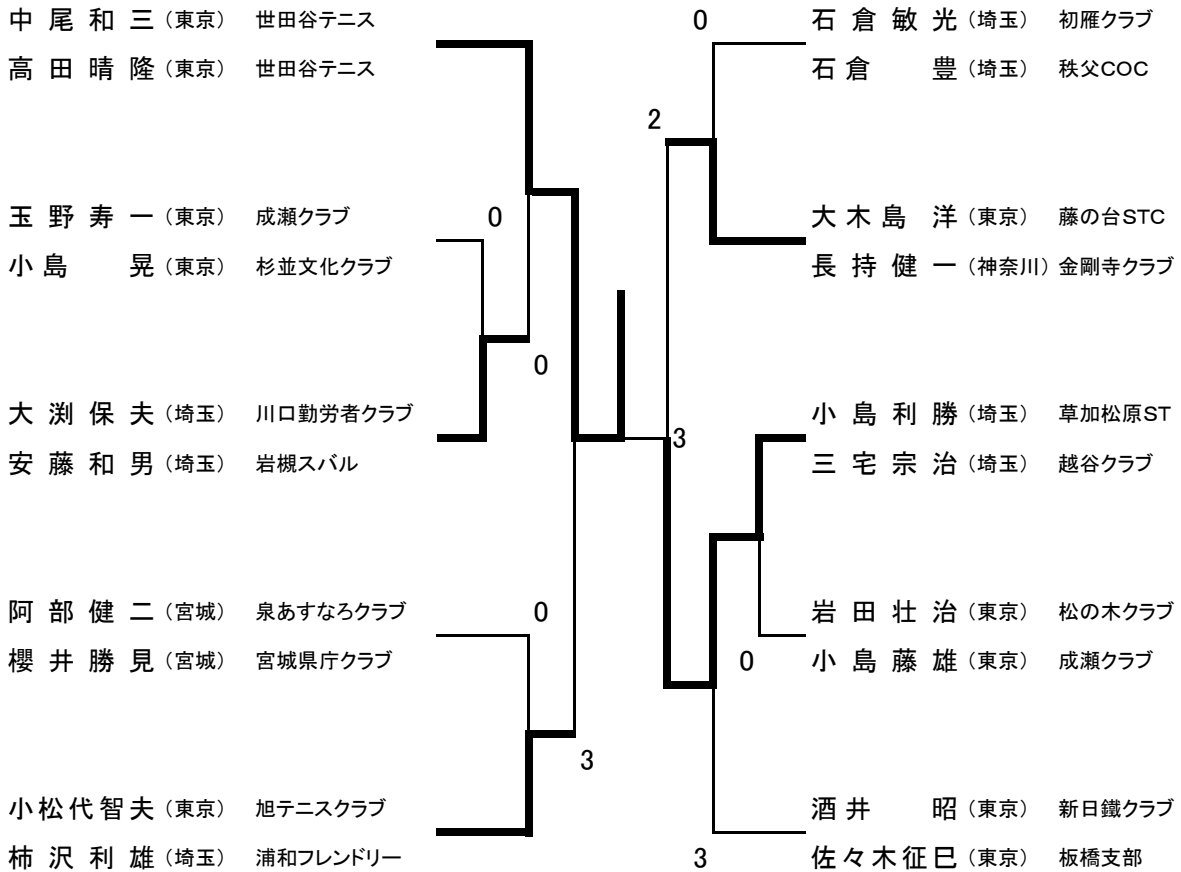 中尾和三（東京） 世田谷テニス
高田晴隆（東京） 世田谷テニス
玉野寿一（東京） 成瀬クラブ
0
小島 晃（東京） 杉並文化クラブ
0
大渕保夫（埼玉） 川口勤労者クラブ
安藤和男（埼玉） 岩槻スバル
阿部健二（宮城） 泉あすなろクラブ
0
櫻井勝見（宮城） 宮城県庁クラブ
3
小松代智夫（東京） 旭テニスクラブ
柿沢利雄（埼玉） 浦和フレンドリー
0
石倉敏光（埼玉） 初雁クラブ
石倉 豊（埼玉） 秩父COC
2
大木島 洋（東京） 藤の台STC
長持健一（神奈川） 金剛寺クラブ
小島利勝（埼玉） 草加松原ST
3
三宅宗治（埼玉） 越谷クラブ
岩田壮治（東京） 松の木クラブ
0
小島藤雄（東京） 成瀬クラブ
酒井 昭（東京） 新日鐵クラブ
3
佐々木征巳（東京） 板橋支部